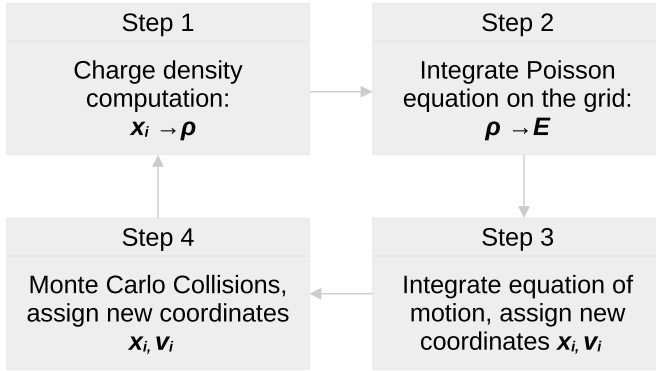 Step 1
Charge density
computation:
xᵢ →ρ
Step 2
Integrate Poisson
equation on the grid:
ρ →E
Step 4
Monte Carlo Collisions,
assign new coordinates
xᵢ, vᵢ
Step 3
Integrate equation of
motion, assign new
coordinates xᵢ, vᵢ